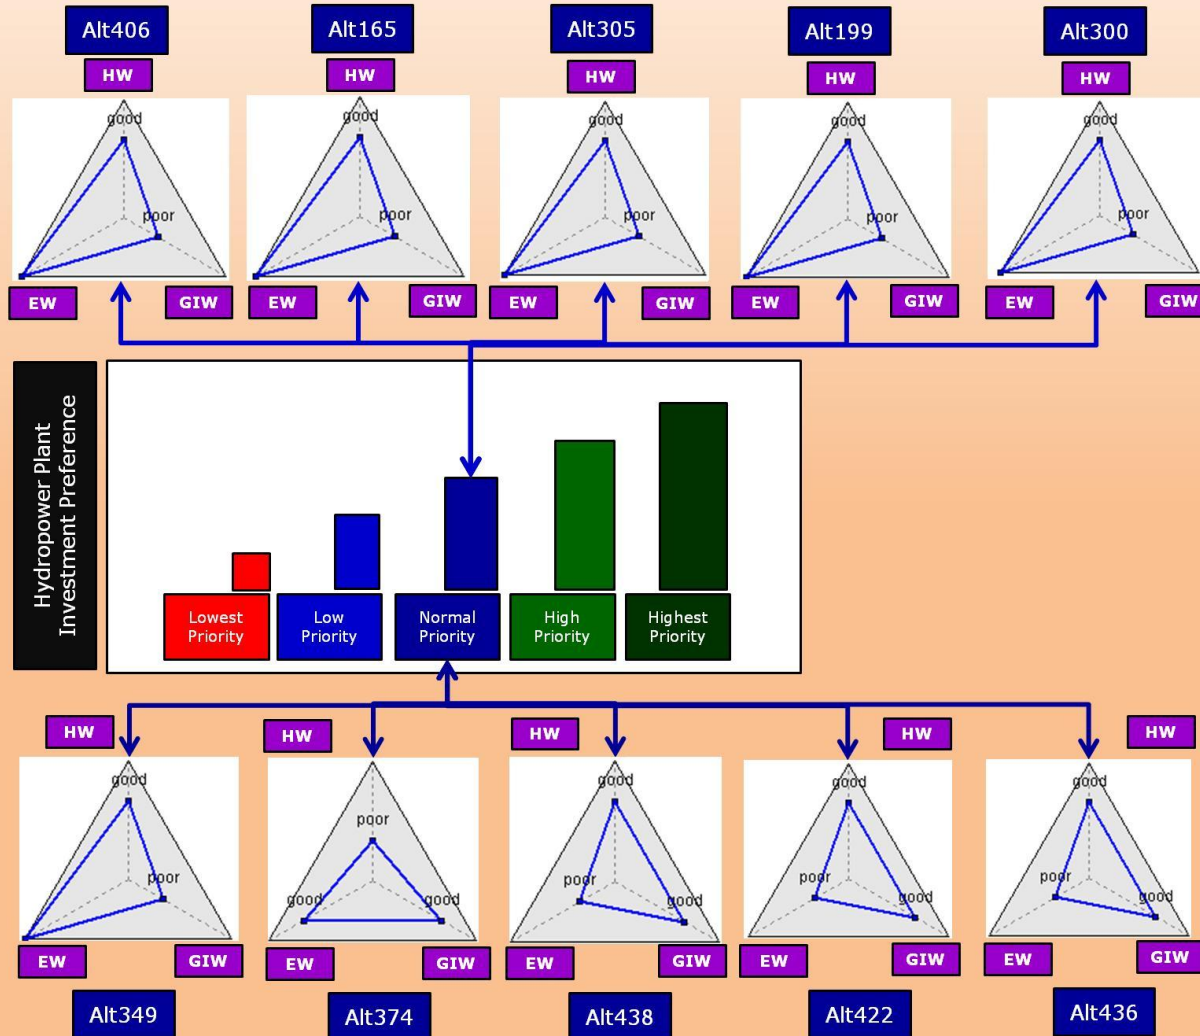 Alt406
Alt165
Alt305
Alt199
Alt300
HW
HW
HW
HW
HW
good
good
good
good
good
poor
poor
poor
poor
poor
EW
GIW
EW
GIW
EW
GIW
EW
GIW
EW
GIW
Hydropower Plant
Investment Preference
Lowest
Priority
Low
Priority
Normal
Priority
High
Priority
Highest
Priority
HW
HW
HW
HW
HW
good
poor
poor
good
good
good
poor
good
good
poor
good
good
poor
good
EW
GIW
EW
GIW
EW
GIW
EW
GIW
EW
GIW
Alt349
Alt374
Alt438
Alt422
Alt436